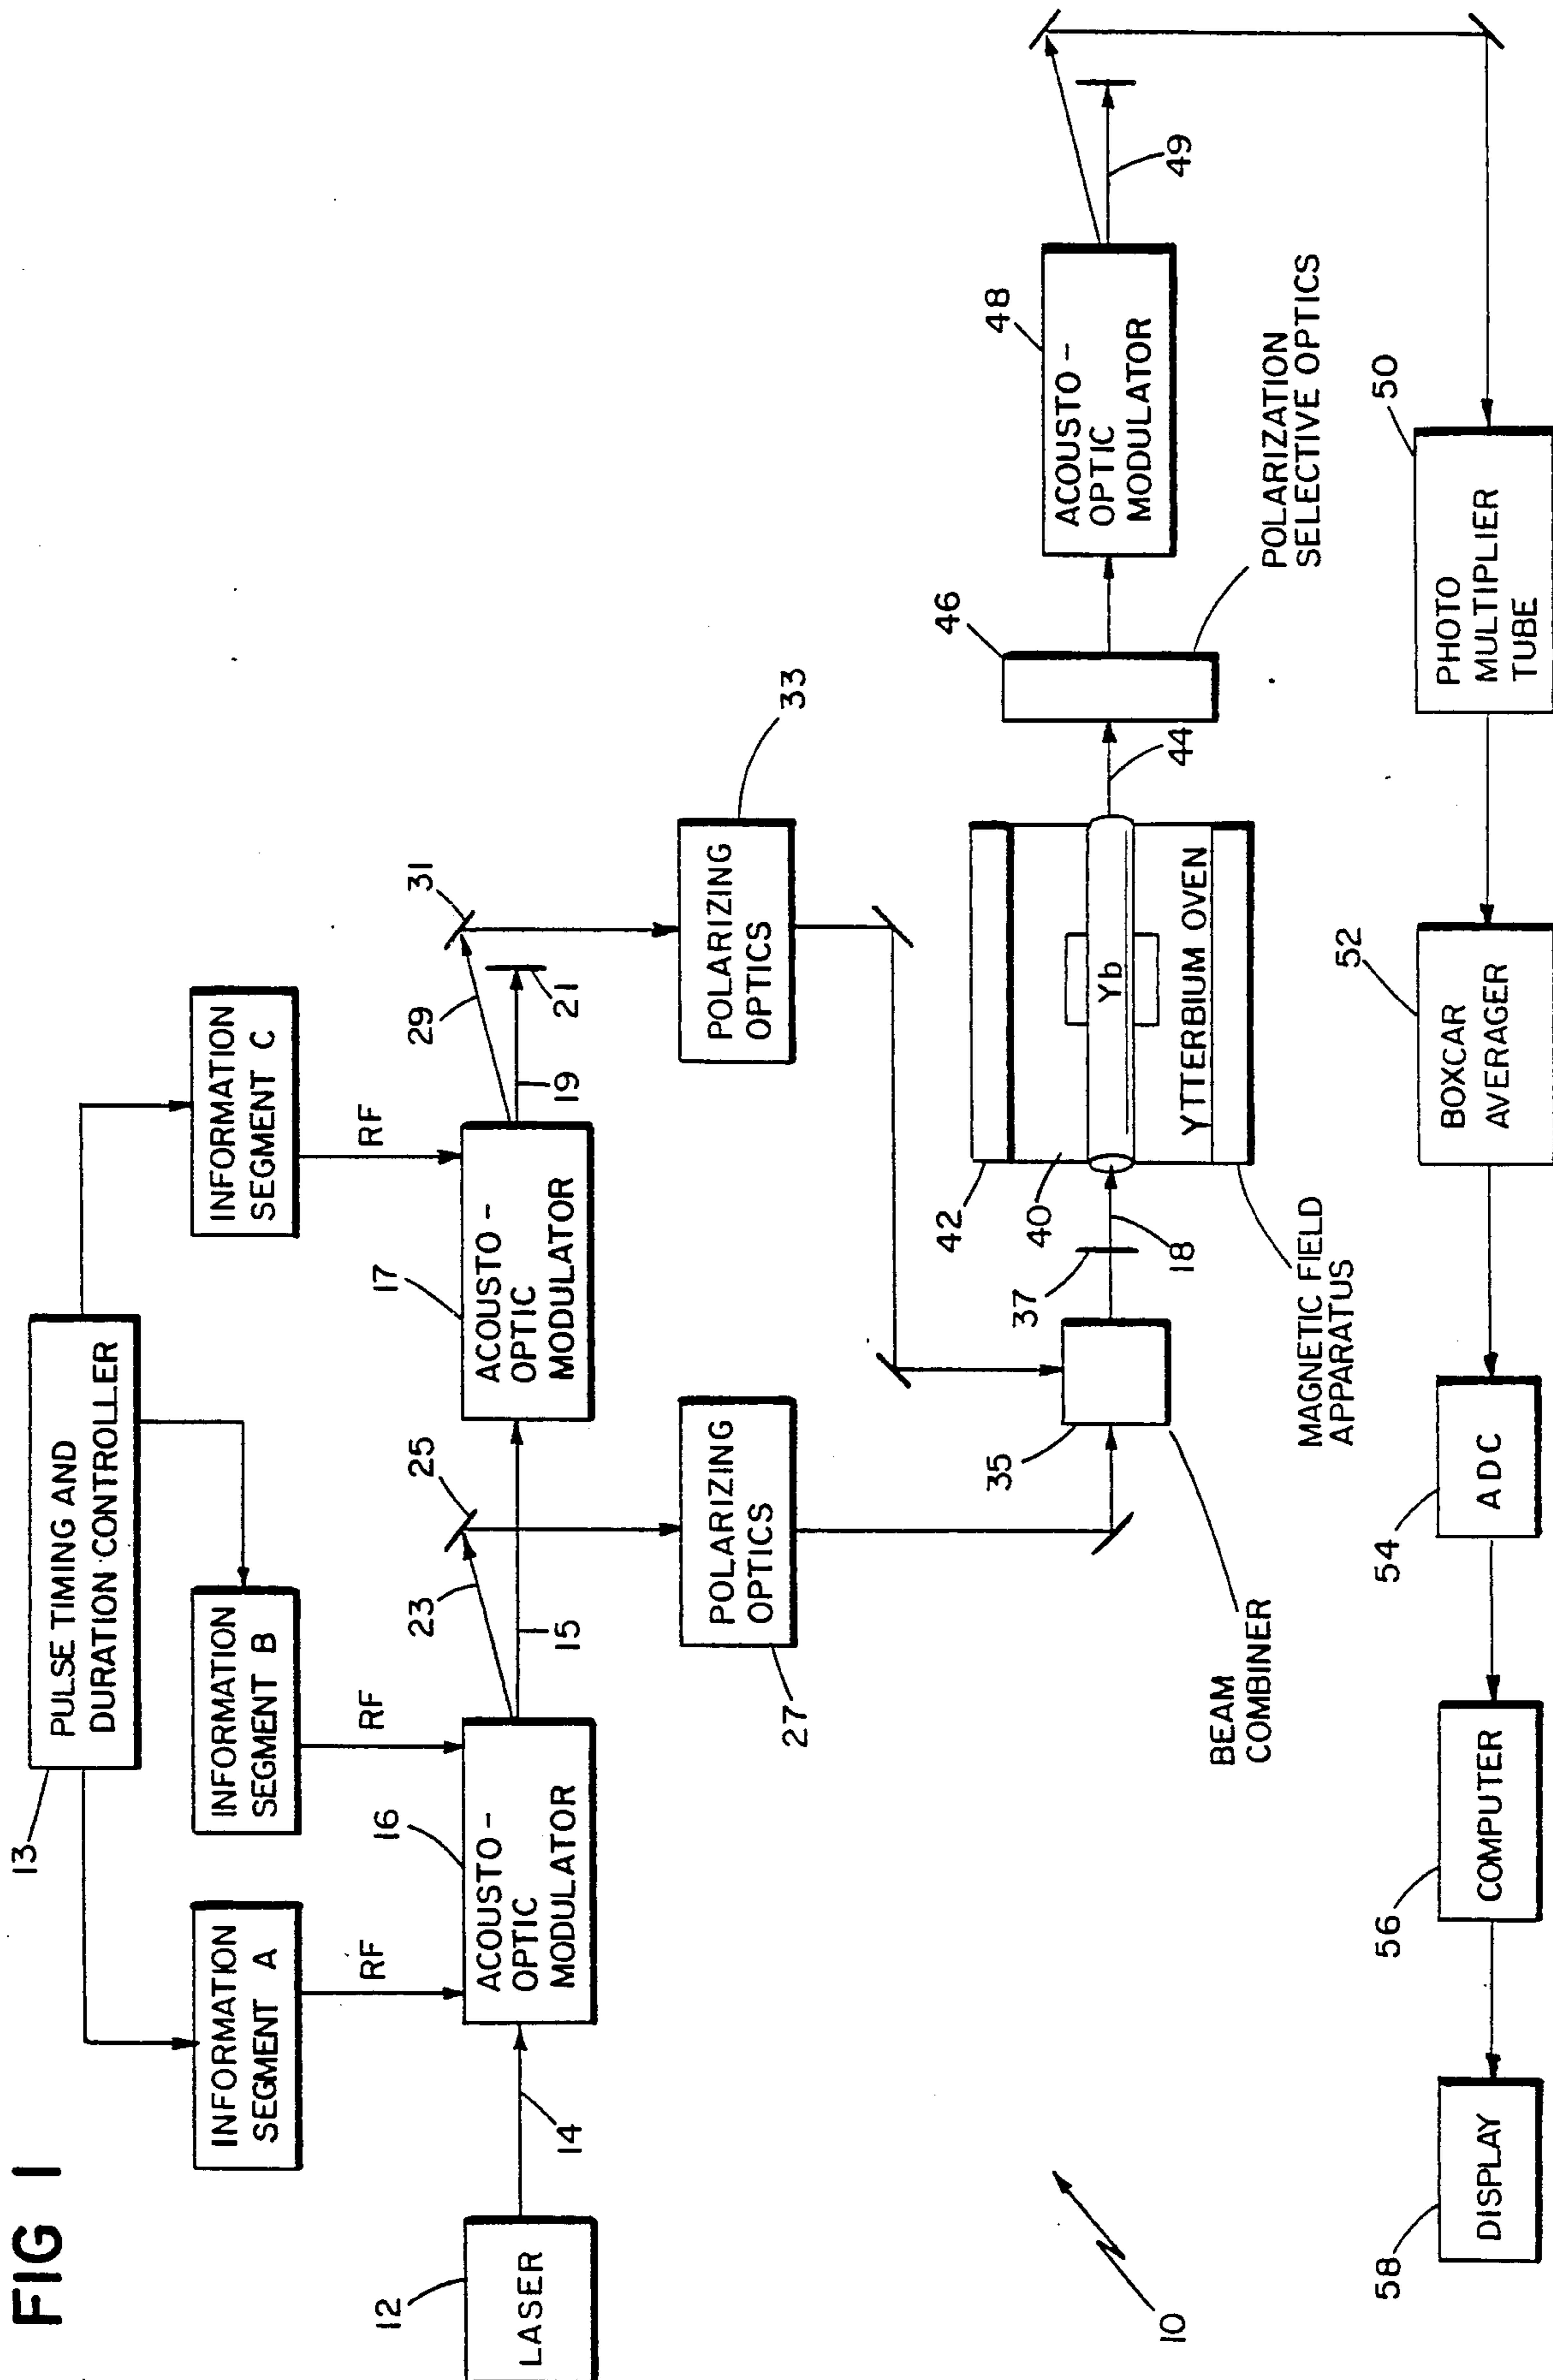 FIG 1
13
PULSE TIMING AND
DURATION CONTROLLER
INFORMATION
SEGMENT A
INFORMATION
SEGMENT B
INFORMATION
SEGMENT C
RF
RF
RF
12
LASER
14
16
ACOUSTO-
OPTIC
MODULATOR
23
25
15
17
ACOUSTO-
OPTIC
MODULATOR
29
31
19
21
27
POLARIZING
OPTICS
POLARIZING
OPTICS
33
BEAM
COMBINER
35
37
18
42
40
Yb
YTTERBIUM OVEN
MAGNETIC FIELD
APPARATUS
44
46
POLARIZATION
SELECTIVE OPTICS
48
ACOUSTO-
OPTIC
MODULATOR
49
10
58
DISPLAY
56
COMPUTER
54
ADC
52
BOXCAR
AVERAGER
50
PHOTO
MULTIPLIER
TUBE